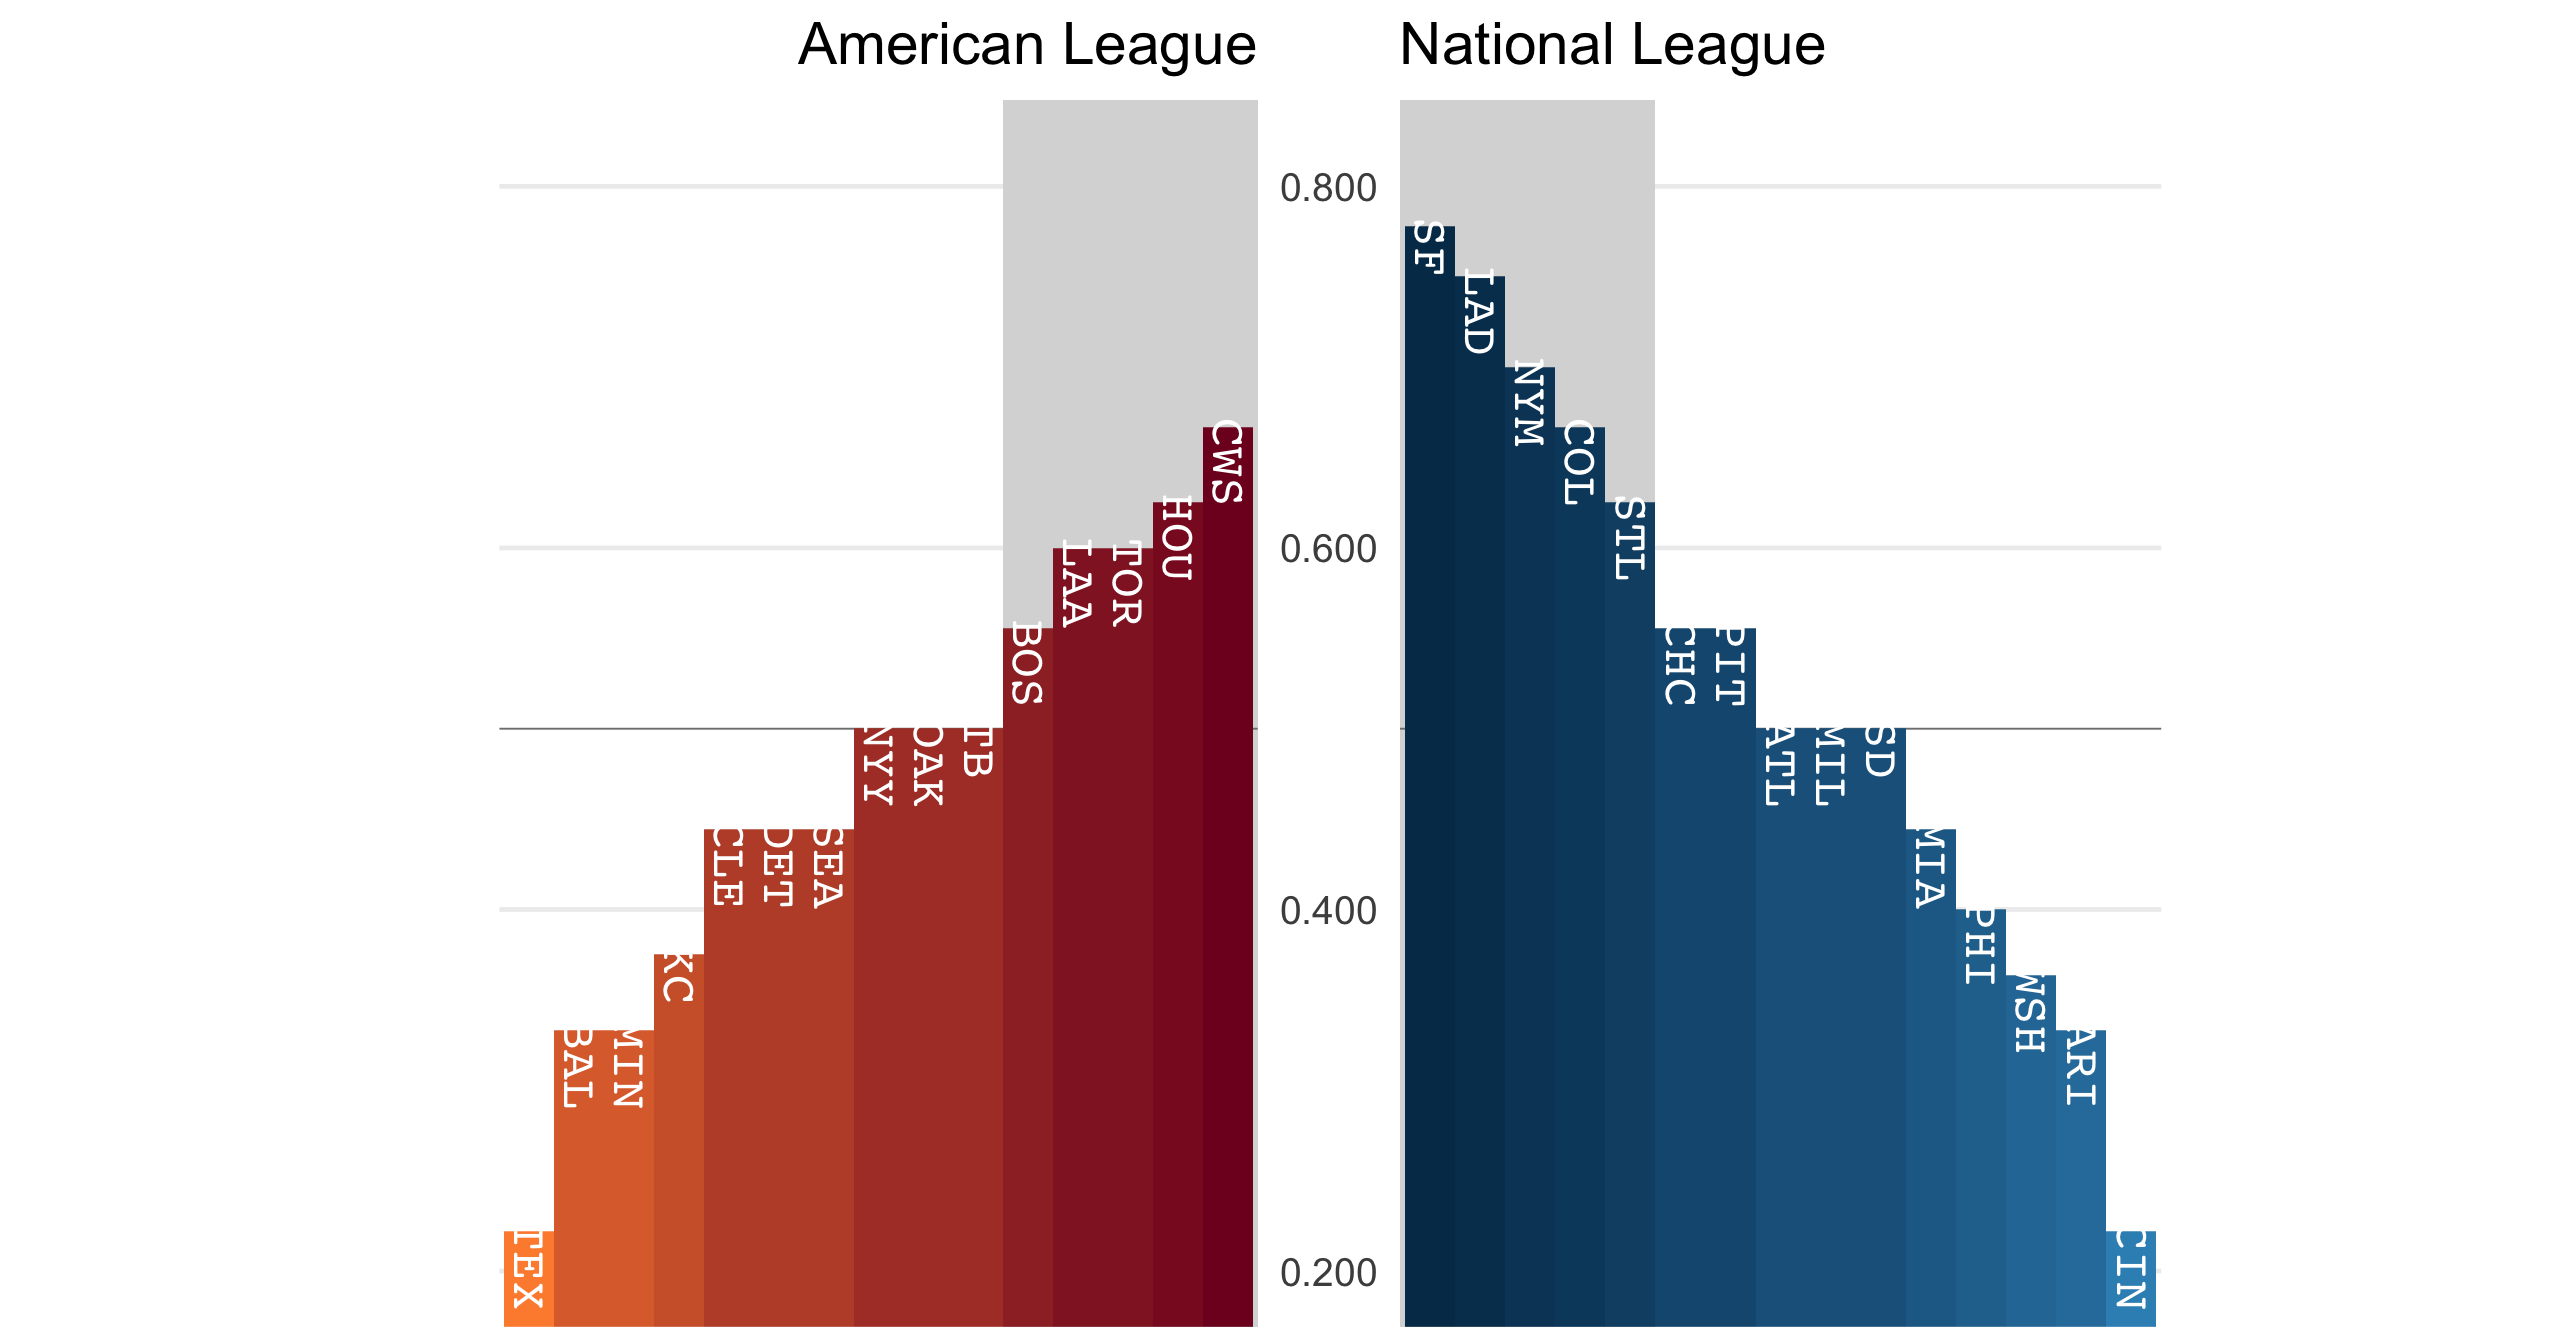 American League
National League
0.800
0.600
0.400
0.200
TEX
BAL
MIN
KC
CLE
DET
SEA
NYY
OAK
TB
BOS
LAA
TOR
HOU
CWS
SF
LAD
NYM
COL
STL
CHC
PIT
ATL
MIL
SD
MIA
PHI
WSH
ARI
CIN